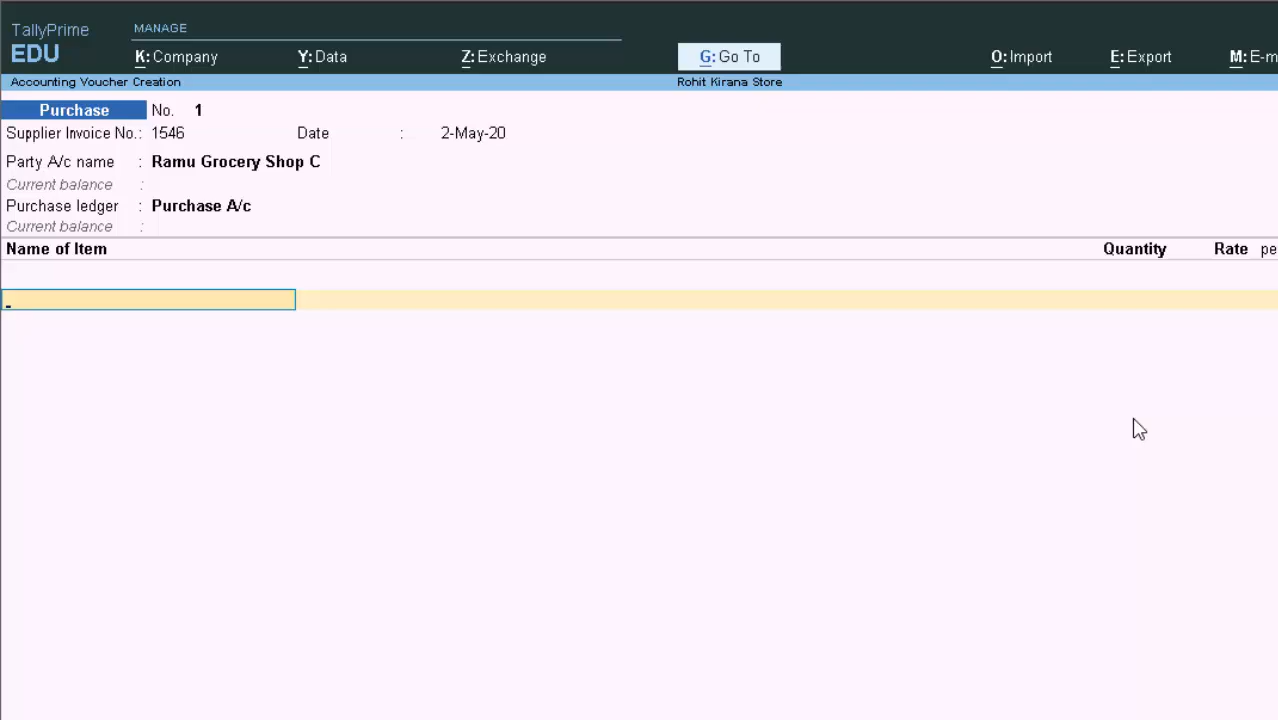 TallyPrime
EDU
MANAGE
K:Company Y:Data Z:Exchange G:Go To O:Import E:Export M:E-m
Accounting Voucher Creation Rohit Kirana Store
Purchase No. 1
Supplier Invoice No.: 1546 Date : 2-May-20
Party A/c name : Ramu Grocery Shop C
Current balance :
Purchase ledger : Purchase A/c
Current balance :
Name of Item Quantity Rate pe